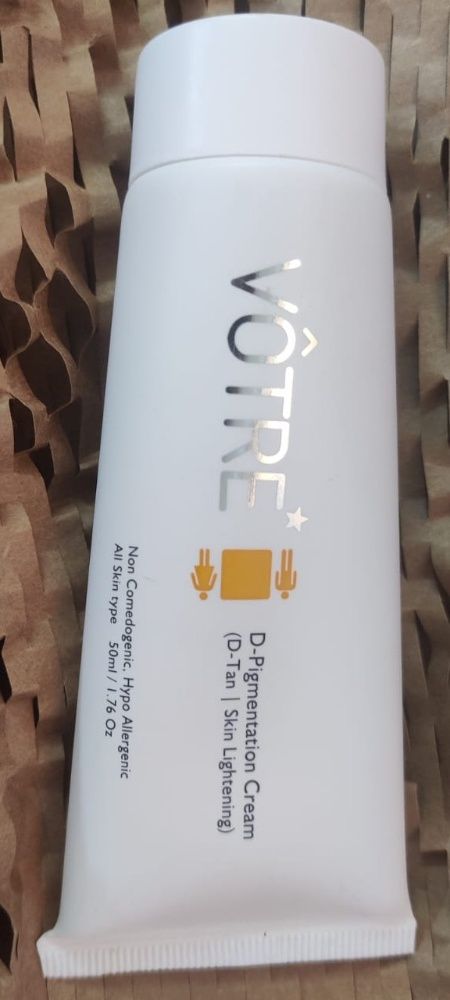 VÔTRE
D-Pigmentation Cream
(D-Tan | Skin Lightening)
Non Comedogenic, Hypo Allergenic
All Skin type 50ml / 1.76 Oz